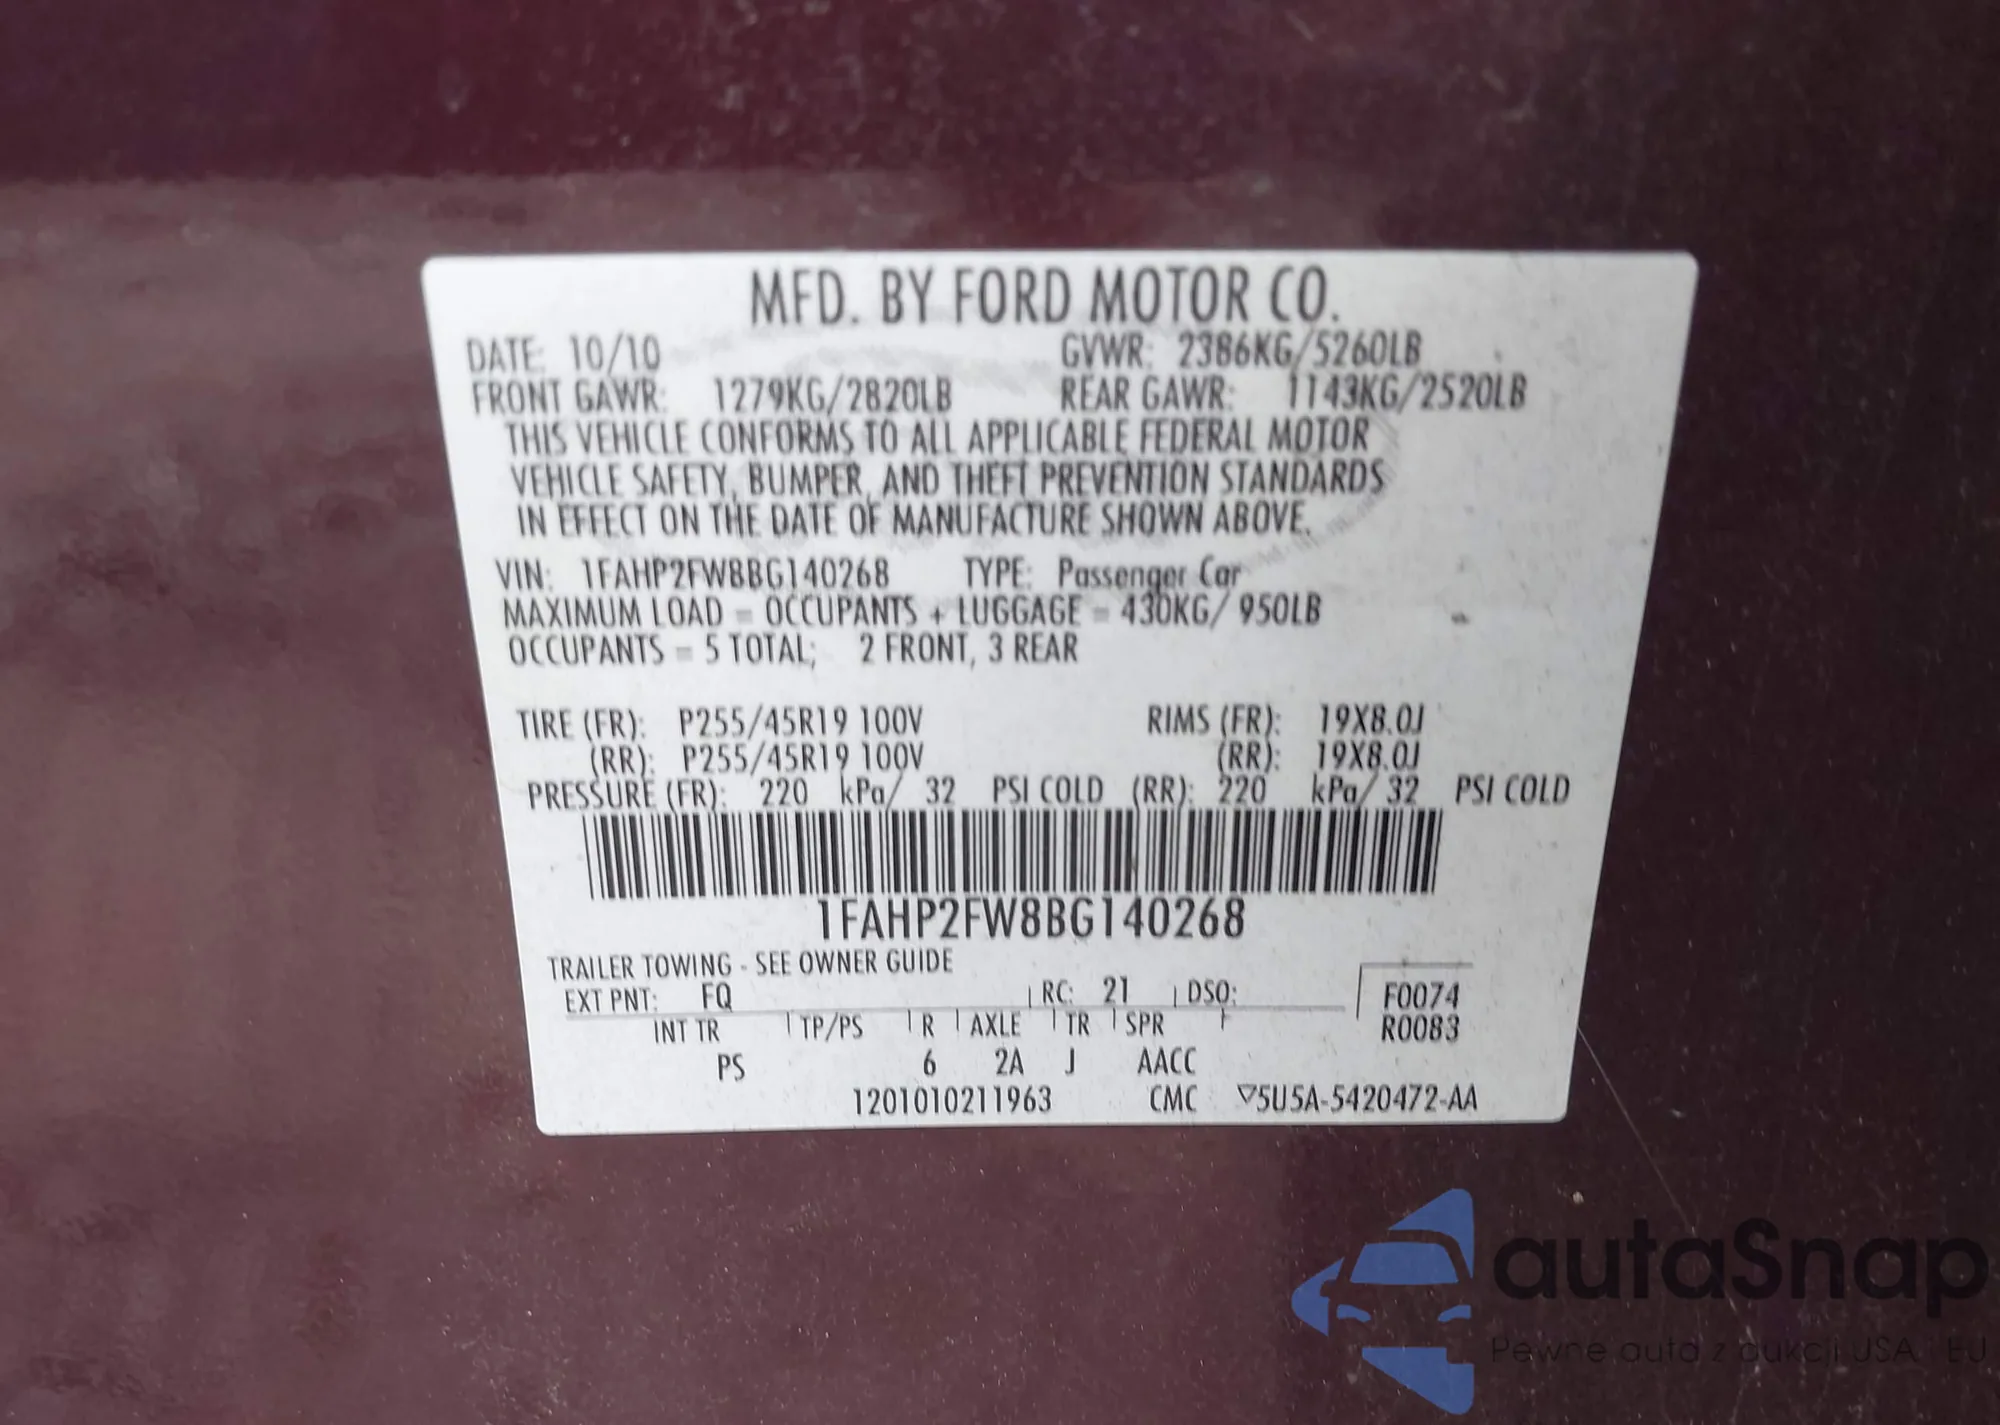 MFD. BY FORD MOTOR CO.
DATE: 10/10 GVWR: 2386KG/5260LB
FRONT GAWR: 1279KG/2820LB REAR GAWR: 1143KG/2520LB
THIS VEHICLE CONFORMS TO ALL APPLICABLE FEDERAL MOTOR
VEHICLE SAFETY, BUMPER, AND THEFT PREVENTION STANDARDS
IN EFFECT ON THE DATE OF MANUFACTURE SHOWN ABOVE.
VIN: 1FAHP2FW8BG140268 TYPE: Passenger Car
MAXIMUM LOAD = OCCUPANTS + LUGGAGE = 430KG/ 950LB
OCCUPANTS = 5 TOTAL; 2 FRONT, 3 REAR
TIRE (FR): P255/45R19 100V RIMS (FR): 19X8.0J
(RR): P255/45R19 100V (RR): 19X8.0J
PRESSURE (FR): 220 kPa/ 32 PSI COLD (RR): 220 kPa/ 32 PSI COLD
1FAHP2FW8BG140268
TRAILER TOWING - SEE OWNER GUIDE
EXT PNT: FQ RC: 21 DSO: F0074
INT TR TP/PS R AXLE TR SPR R0083
PS 6 2A J AACC
1201010211963 CMC ▽5U5A-5420472-AA
autaSnap
Pewne auta z aukcji USA i EU